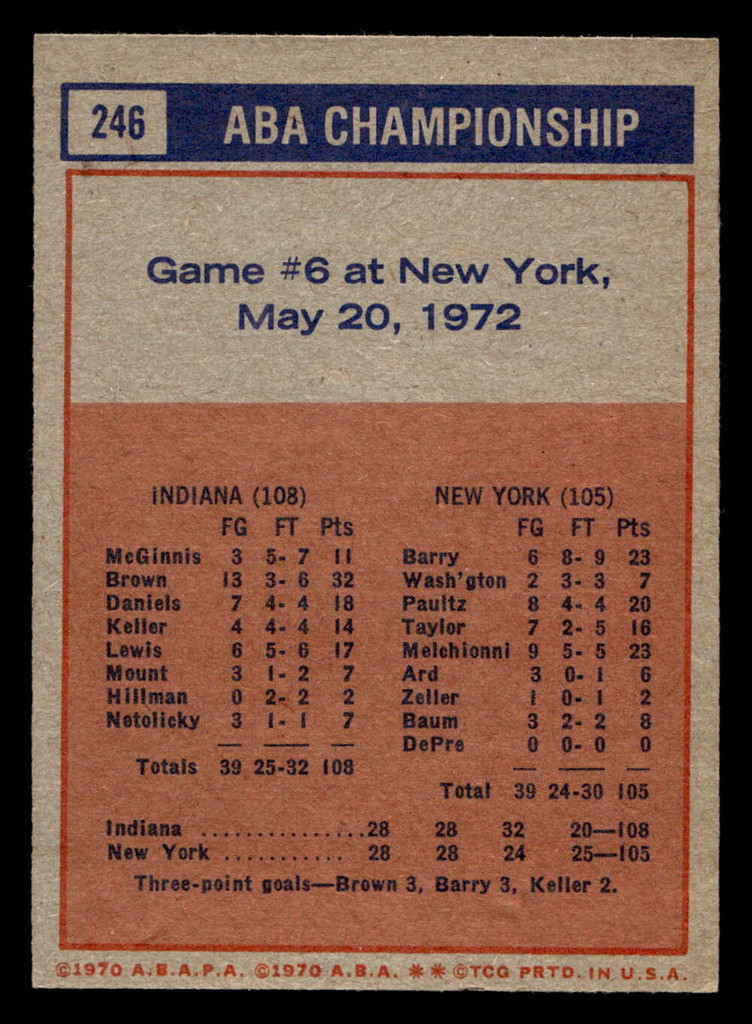 246 ABA CHAMPIONSHIP
Game #6 at New York,
May 20, 1972
INDIANA (108)
FG FT Pts
McGinnis 3 5- 7 11
Brown 13 3- 6 32
Daniels 7 4- 4 18
Keller 4 4- 4 14
Lewis 6 5- 6 17
Mount 3 1- 2 7
Hillman 0 2- 2 2
Netolicky 3 1- 1 7
Totals 39 25-32 108
NEW YORK (105)
FG FT Pts
Barry 6 8- 9 23
Wash'gton 2 3- 3 7
Paultz 8 4- 4 20
Taylor 7 2- 5 16
Melchionni 9 5- 5 23
Ard 3 0- 1 6
Zeller 1 0- 1 2
Baum 3 2- 2 8
DePre 0 0- 0 0
Total 39 24-30 105
Indiana ................28 28 32 20—108
New York ........... 28 28 24 25—105
Three-point goals—Brown 3, Barry 3, Keller 2.
©1970 A.B.A.P.A. ©1970 A.B.A. ** ©TCG PRTD. IN U.S.A.